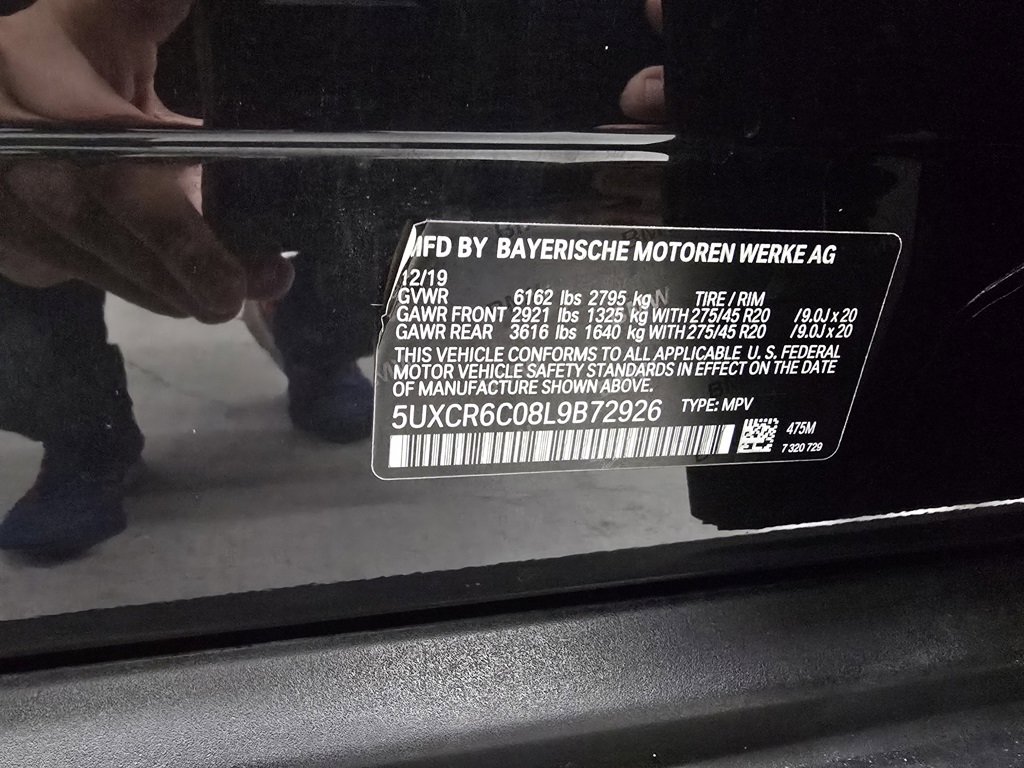 MFD BY BAYERISCHE MOTOREN WERKE AG
12/19
GVWR 6162 lbs 2795 kg TIRE / RIM
GAWR FRONT 2921 lbs 1325 kg WITH 275/45 R20 /9.0J x 20
GAWR REAR 3616 lbs 1640 kg WITH 275/45 R20 /9.0J x 20
THIS VEHICLE CONFORMS TO ALL APPLICABLE U. S. FEDERAL
MOTOR VEHICLE SAFETY STANDARDS IN EFFECT ON THE DATE
OF MANUFACTURE SHOWN ABOVE.
5UXCR6C08L9B72926 TYPE: MPV
475M
7 320 729